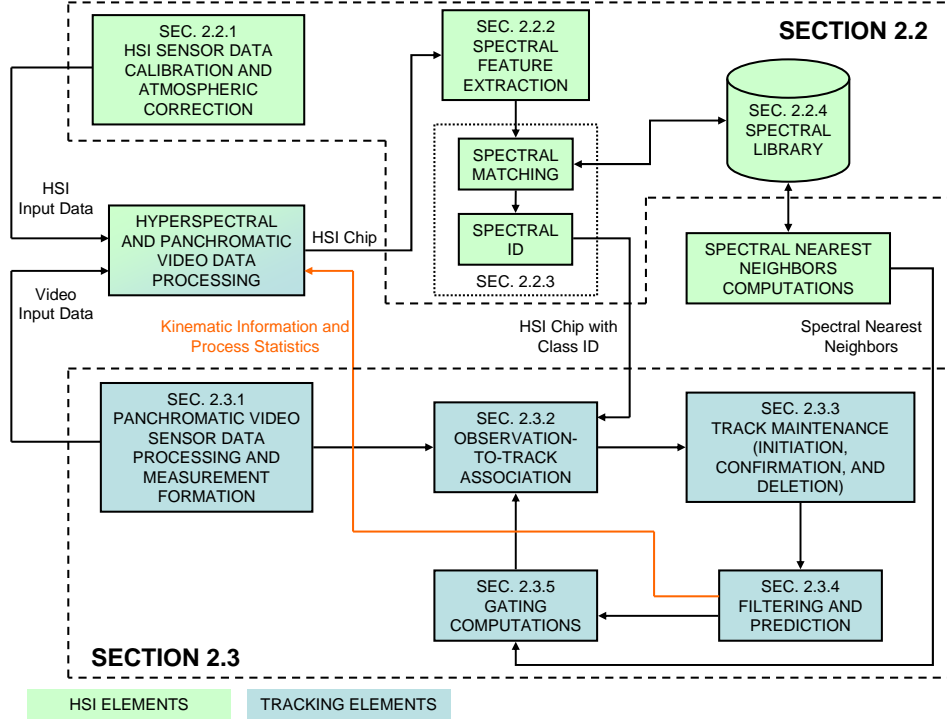 SECTION 2.2
SEC. 2.2.1
HSI SENSOR DATA
CALIBRATION AND
ATMOSPHERIC
CORRECTION
SEC. 2.2.2
SPECTRAL
FEATURE
EXTRACTION
SEC. 2.2.4
SPECTRAL
LIBRARY
SPECTRAL
MATCHING
SPECTRAL
ID
SEC. 2.2.3
HSI
Input Data
HYPERSPECTRAL
AND PANCHROMATIC
VIDEO DATA
PROCESSING
HSI Chip
SPECTRAL NEAREST
NEIGHBORS
COMPUTATIONS
Video
Input Data
Kinematic Information and
Process Statistics
HSI Chip with
Class ID
Spectral Nearest
Neighbors
SEC. 2.3.1
PANCHROMATIC VIDEO
SENSOR DATA
PROCESSING AND
MEASUREMENT
FORMATION
SEC. 2.3.2
OBSERVATION-
TO-TRACK
ASSOCIATION
SEC. 2.3.3
TRACK MAINTENANCE
(INITIATION,
CONFIRMATION, AND
DELETION)
SEC. 2.3.5
GATING
COMPUTATIONS
SEC. 2.3.4
FILTERING AND
PREDICTION
SECTION 2.3
HSI ELEMENTS
TRACKING ELEMENTS